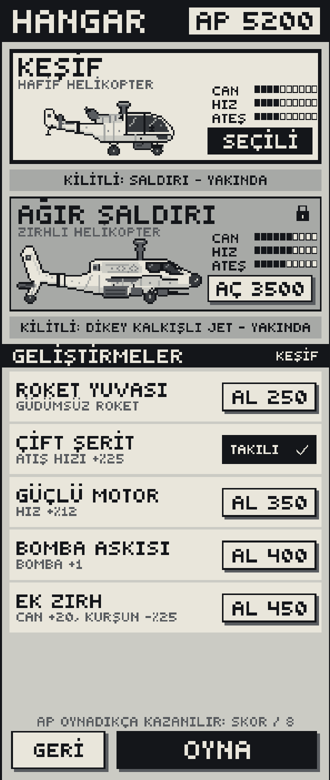 HANGAR
AP 5200
KEŞİF
HAFİF HELİKOPTER
CAN
HIZ
ATEŞ
SEÇİLİ
KİLİTLİ: SALDIRI - YAKINDA
AĞIR SALDIRI
ZIRHLI HELİKOPTER
CAN
HIZ
ATEŞ
AÇ 3500
KİLİTLİ: DİKEY KALKIŞLI JET - YAKINDA
GELİŞTİRMELER
KEŞİF
ROKET YUVASI
GÜDÜMSÜZ ROKET
AL 250
ÇİFT ŞERİT
ATIŞ HIZI +%25
TAKILI ✓
GÜÇLÜ MOTOR
HIZ +%12
AL 350
BOMBA ASKISI
BOMBA +1
AL 400
EK ZIRH
CAN +20, KURŞUN -%25
AL 450
AP OYNADIKÇA KAZANILIR: SKOR / 8
GERİ
OYNA